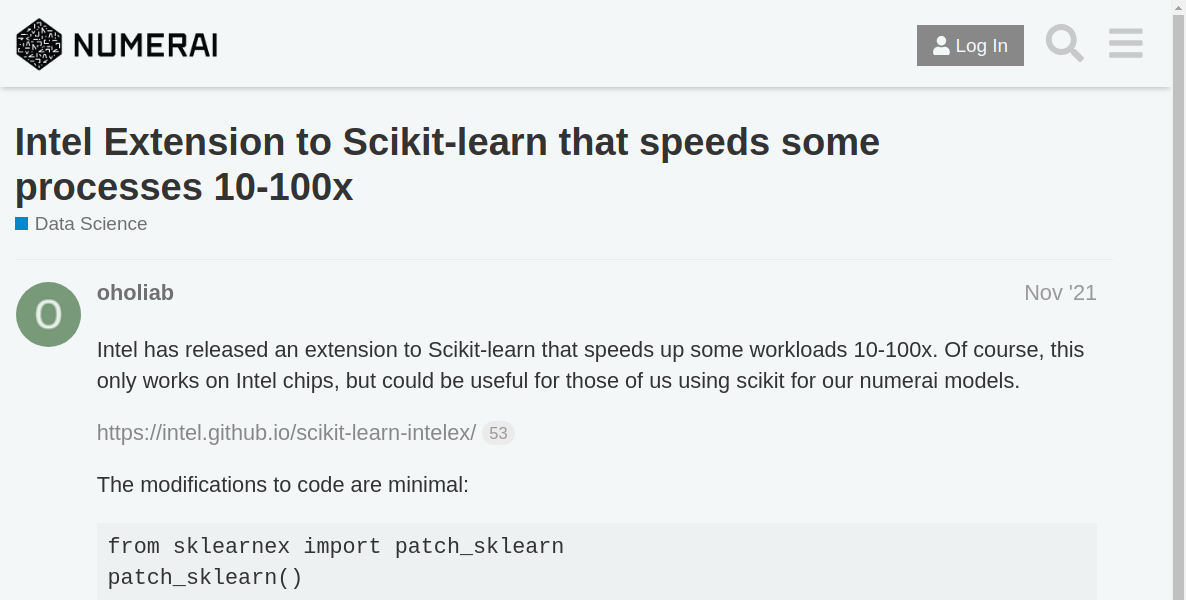 NUMERAI
Log In
Intel Extension to Scikit-learn that speeds some
processes 10-100x
Data Science
O
oholiab
Nov '21
Intel has released an extension to Scikit-learn that speeds up some workloads 10-100x. Of course, this
only works on Intel chips, but could be useful for those of us using scikit for our numerai models.
https://intel.github.io/scikit-learn-intelex/ 53
The modifications to code are minimal:
from sklearnex import patch_sklearn
patch_sklearn()